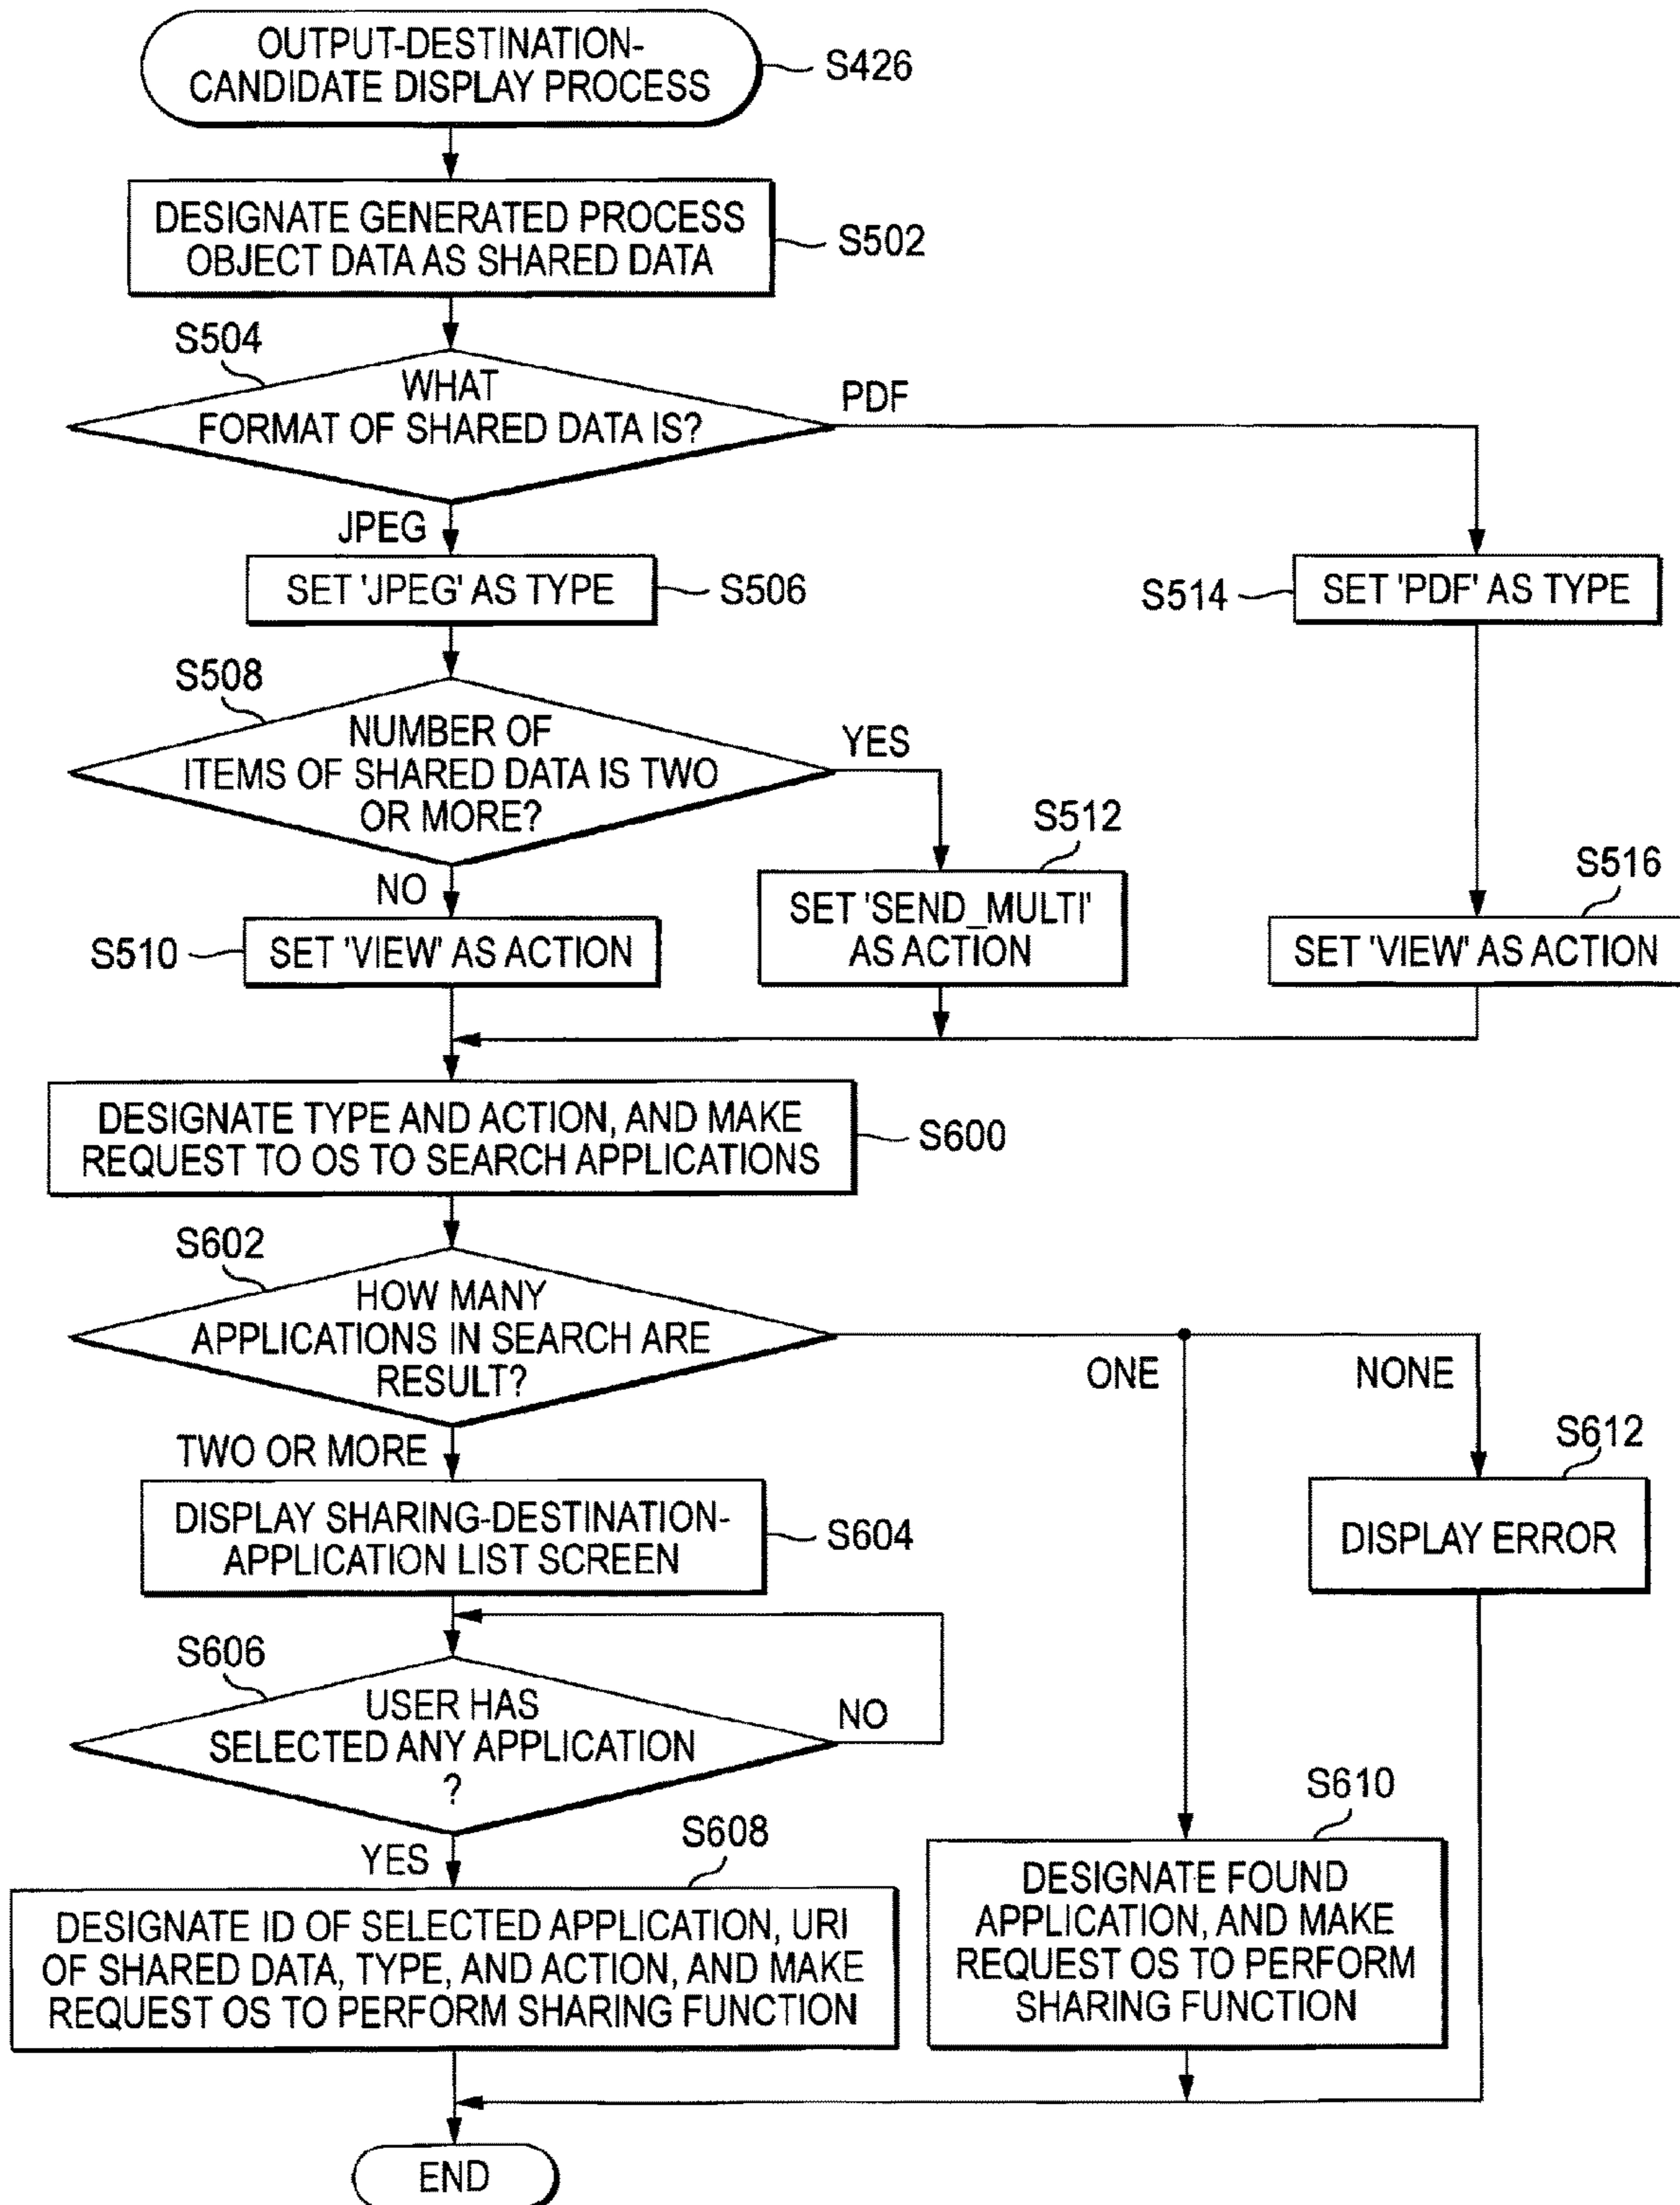 OUTPUT-DESTINATION-
CANDIDATE DISPLAY PROCESS
S426
DESIGNATE GENERATED PROCESS
OBJECT DATA AS SHARED DATA
S502
S504
WHAT
FORMAT OF SHARED DATA IS?
PDF
JPEG
SET 'JPEG' AS TYPE
S506
S514
SET 'PDF' AS TYPE
S508
NUMBER OF
ITEMS OF SHARED DATA IS TWO
OR MORE?
YES
NO
S510
SET 'VIEW' AS ACTION
S512
SET 'SEND_MULTI'
AS ACTION
S516
SET 'VIEW' AS ACTION
DESIGNATE TYPE AND ACTION, AND MAKE
REQUEST TO OS TO SEARCH APPLICATIONS
S600
S602
HOW MANY
APPLICATIONS IN SEARCH ARE
RESULT?
ONE
NONE
TWO OR MORE
S612
DISPLAY ERROR
DISPLAY SHARING-DESTINATION-
APPLICATION LIST SCREEN
S604
S606
USER HAS
SELECTED ANY APPLICATION
?
NO
YES
S608
DESIGNATE ID OF SELECTED APPLICATION, URI
OF SHARED DATA, TYPE, AND ACTION, AND MAKE
REQUEST OS TO PERFORM SHARING FUNCTION
S610
DESIGNATE FOUND
APPLICATION, AND MAKE
REQUEST OS TO PERFORM
SHARING FUNCTION
END